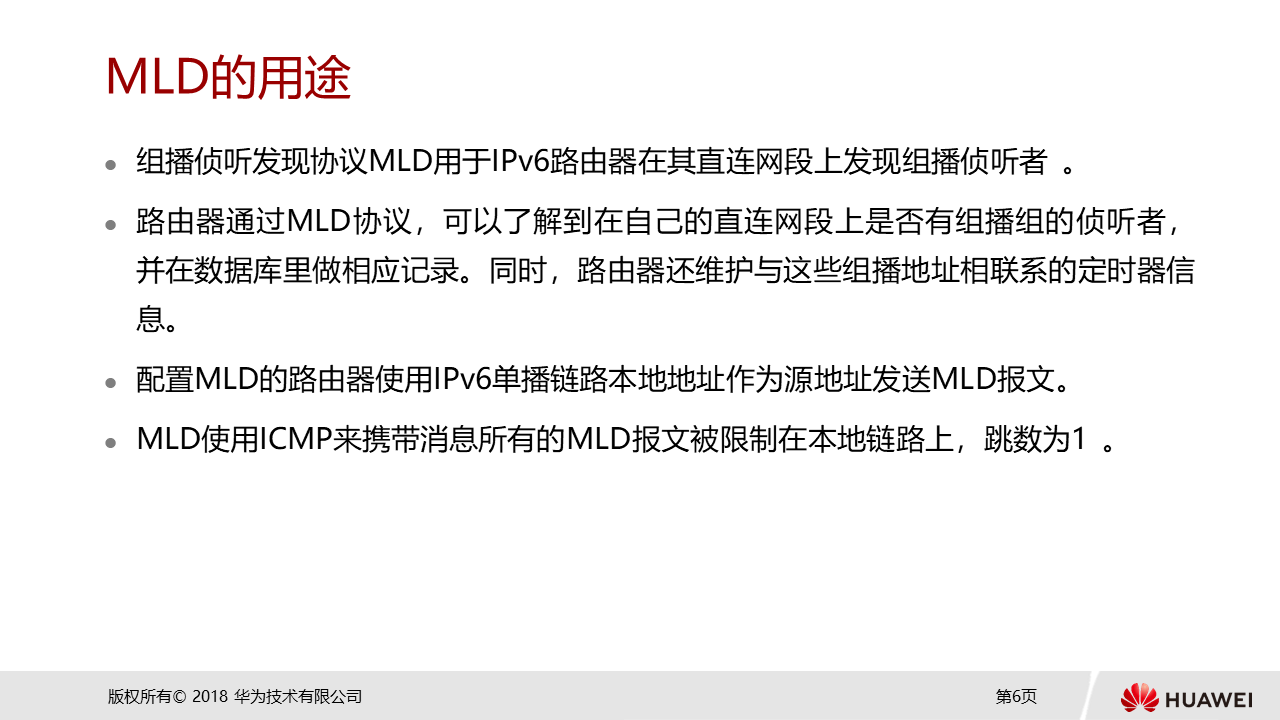 MLD的用途
组播侦听发现协议MLD用于IPv6路由器在其直连网段上发现组播侦听者 。
路由器通过MLD协议，可以了解到在自己的直连网段上是否有组播组的侦听者，
并在数据库里做相应记录。同时，路由器还维护与这些组播地址相联系的定时器信
息。
配置MLD的路由器使用IPv6单播链路本地地址作为源地址发送MLD报文。
MLD使用ICMP来携带消息所有的MLD报文被限制在本地链路上，跳数为1 。
版权所有© 2018 华为技术有限公司
第6页
HUAWEI